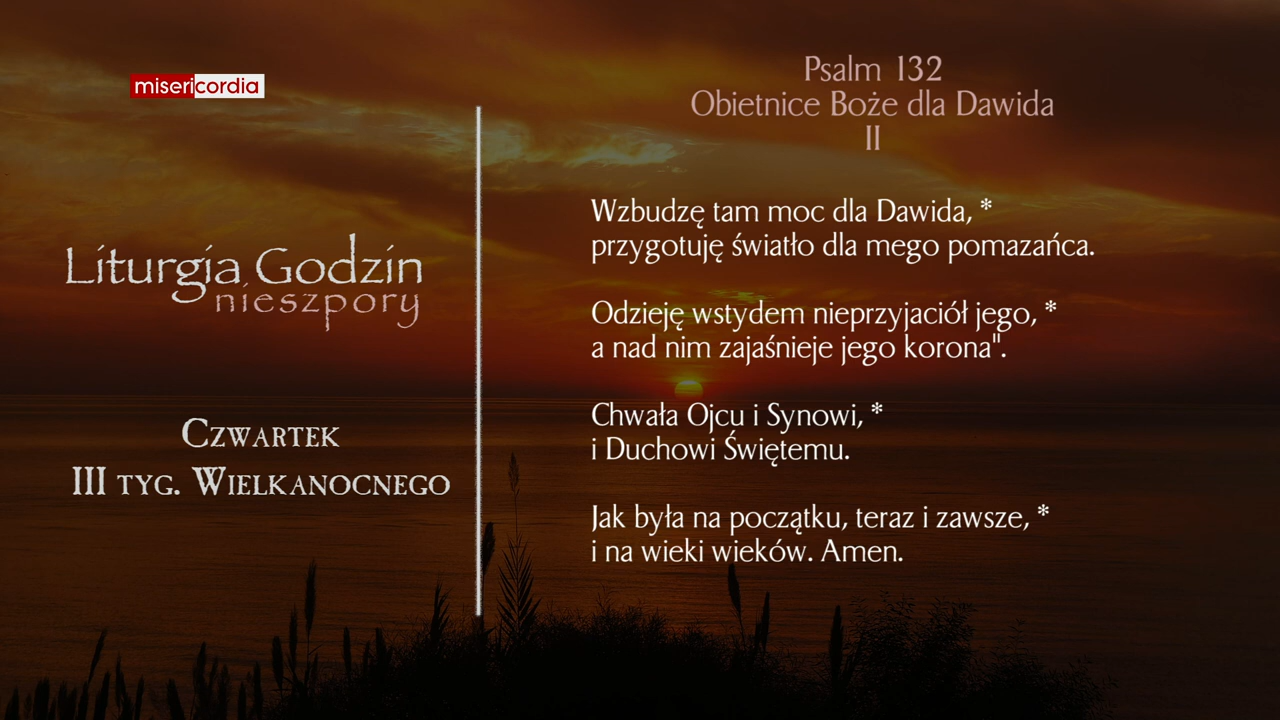 misericordia
Liturgia Godzin
nieszpory
Czwartek
III tyg. Wielkanocnego
Psalm 132
Obietnice Boże dla Dawida
II
Wzbudzę tam moc dla Dawida, *
przygotuję światło dla mego pomazańca.
Odzieję wstydem nieprzyjaciół jego, *
a nad nim zajaśnieje jego korona".
Chwała Ojcu i Synowi, *
i Duchowi Świętemu.
Jak była na początku, teraz i zawsze, *
i na wieki wieków. Amen.